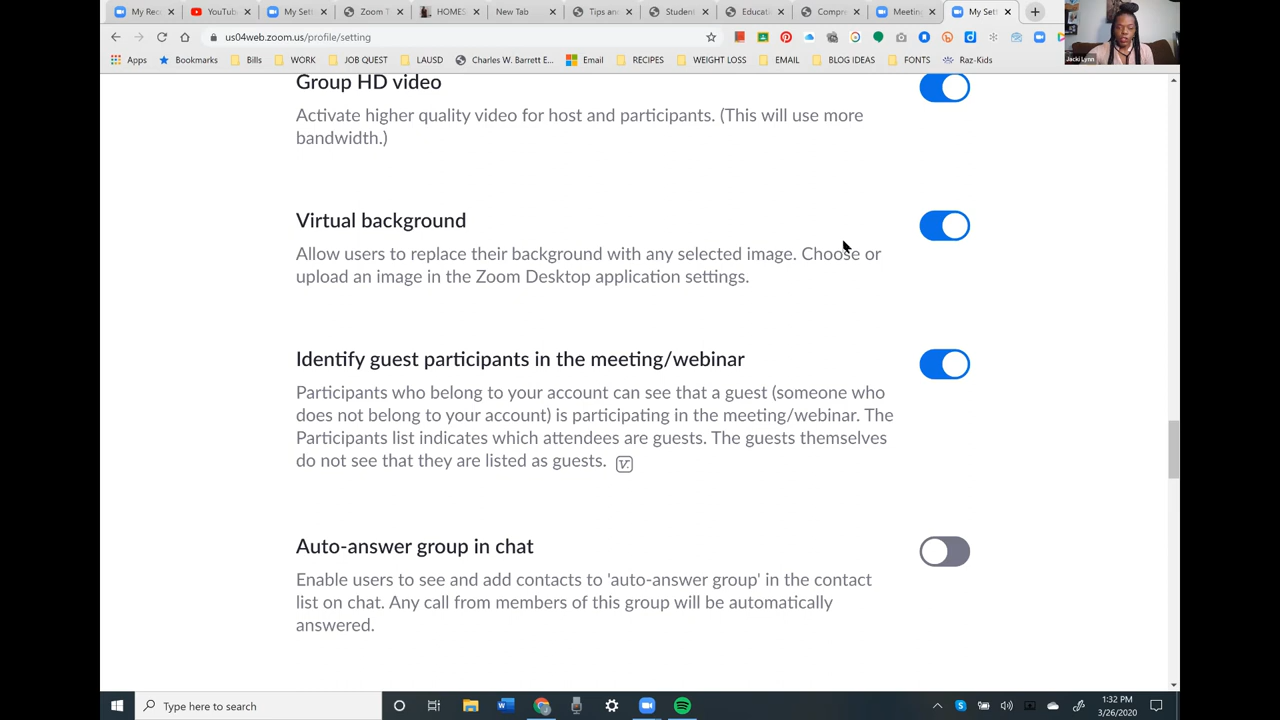 My Rec
YouTub
My Set
Zoom T
HOMES
New Tab
Tips an
Student
Educati
Compr
Meetin
My Set
us04web.zoom.us/profile/setting
Apps
Bookmarks
Bills
WORK
JOB QUEST
LAUSD
Charles W. Barrett E...
Email
RECIPES
WEIGHT LOSS
EMAIL
BLOG IDEAS
FONTS
Raz-Kids
Jacki Lynn
Group HD video
Activate higher quality video for host and participants. (This will use more
bandwidth.)
Virtual background
Allow users to replace their background with any selected image. Choose or
upload an image in the Zoom Desktop application settings.
Identify guest participants in the meeting/webinar
Participants who belong to your account can see that a guest (someone who
does not belong to your account) is participating in the meeting/webinar. The
Participants list indicates which attendees are guests. The guests themselves
do not see that they are listed as guests.
Auto-answer group in chat
Enable users to see and add contacts to 'auto-answer group' in the contact
list on chat. Any call from members of this group will be automatically
answered.
Type here to search
1:32 PM
3/26/2020